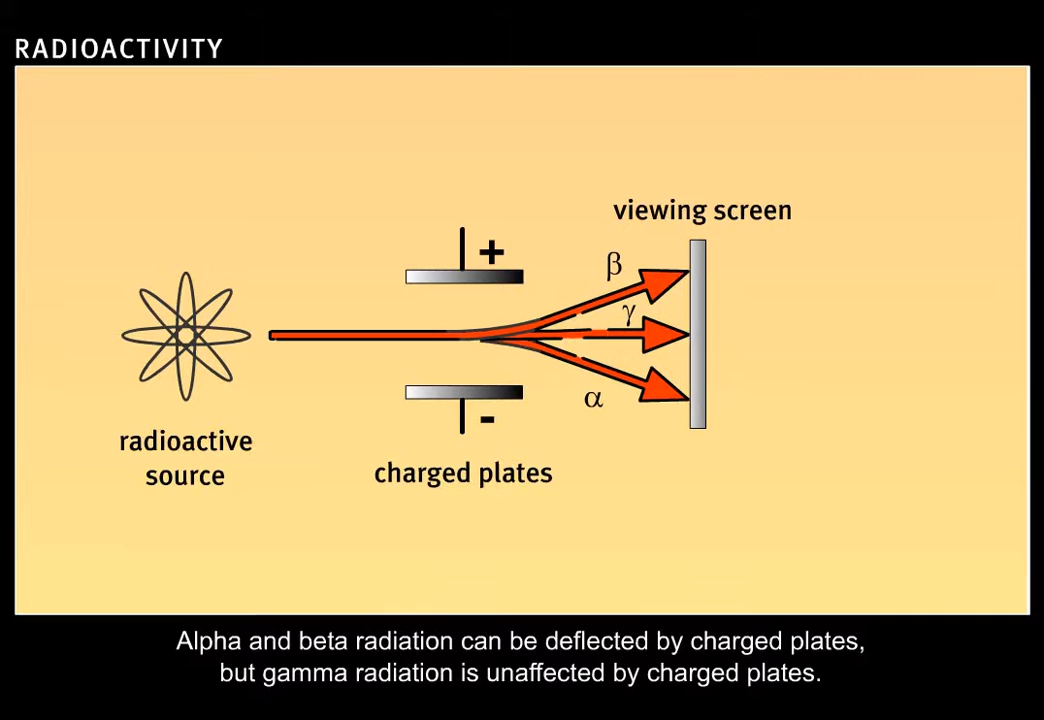 RADIOACTIVITY
viewing screen
+
β
γ
α
-
radioactive
source
charged plates
Alpha and beta radiation can be deflected by charged plates,
but gamma radiation is unaffected by charged plates.